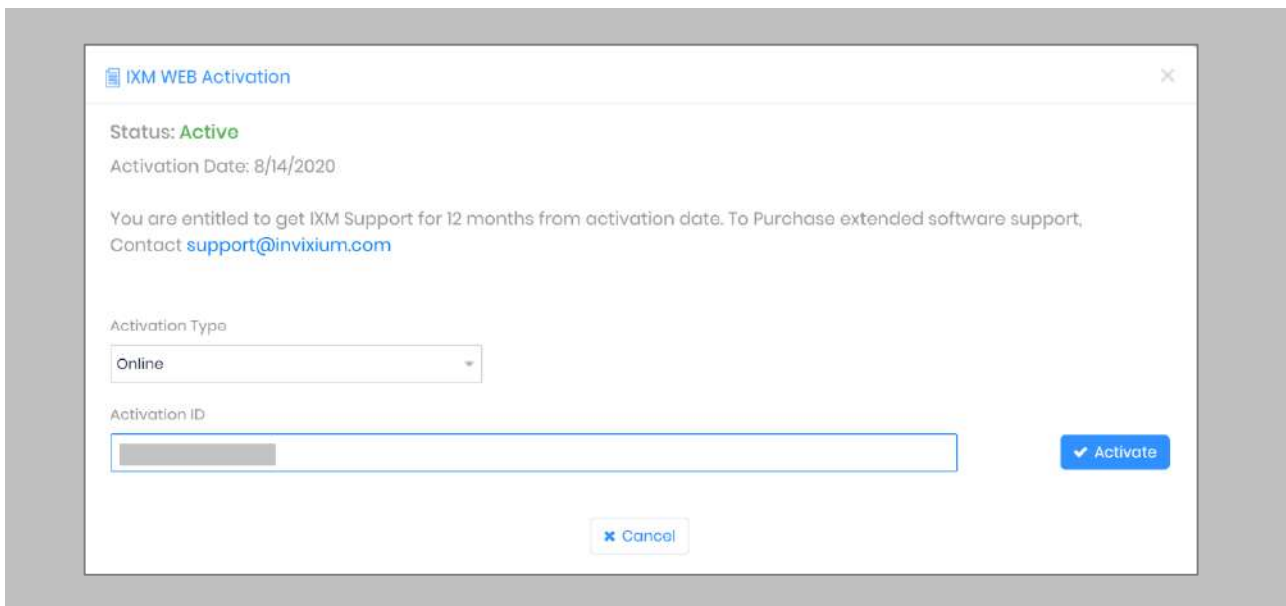 IXM WEB Activation
Status: Active
Activation Date: 8/14/2020
You are entitled to get IXM Support for 12 months from activation date. To Purchase extended software support,
Contact support@invixium.com
Activation Type
Online
Activation ID
Activate
Cancel